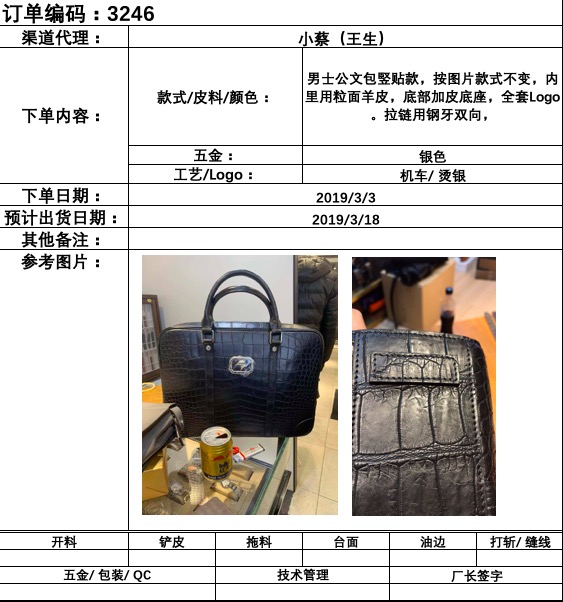 订单编码：3246
渠道代理： 小蔡（王生）
下单内容： 款式/皮料/颜色： 男士公文包竖贴款，按图片款式不变，内
里用粒面羊皮，底部加皮底座，全套Logo
。拉链用钢牙双向，
五金： 银色
工艺/Logo： 机车/ 烫银
下单日期： 2019/3/3
预计出货日期： 2019/3/18
其他备注：
参考图片：
开料 铲皮 拖料 台面 油边 打斩/ 缝线
五金/ 包装/ QC 技术管理 厂长签字